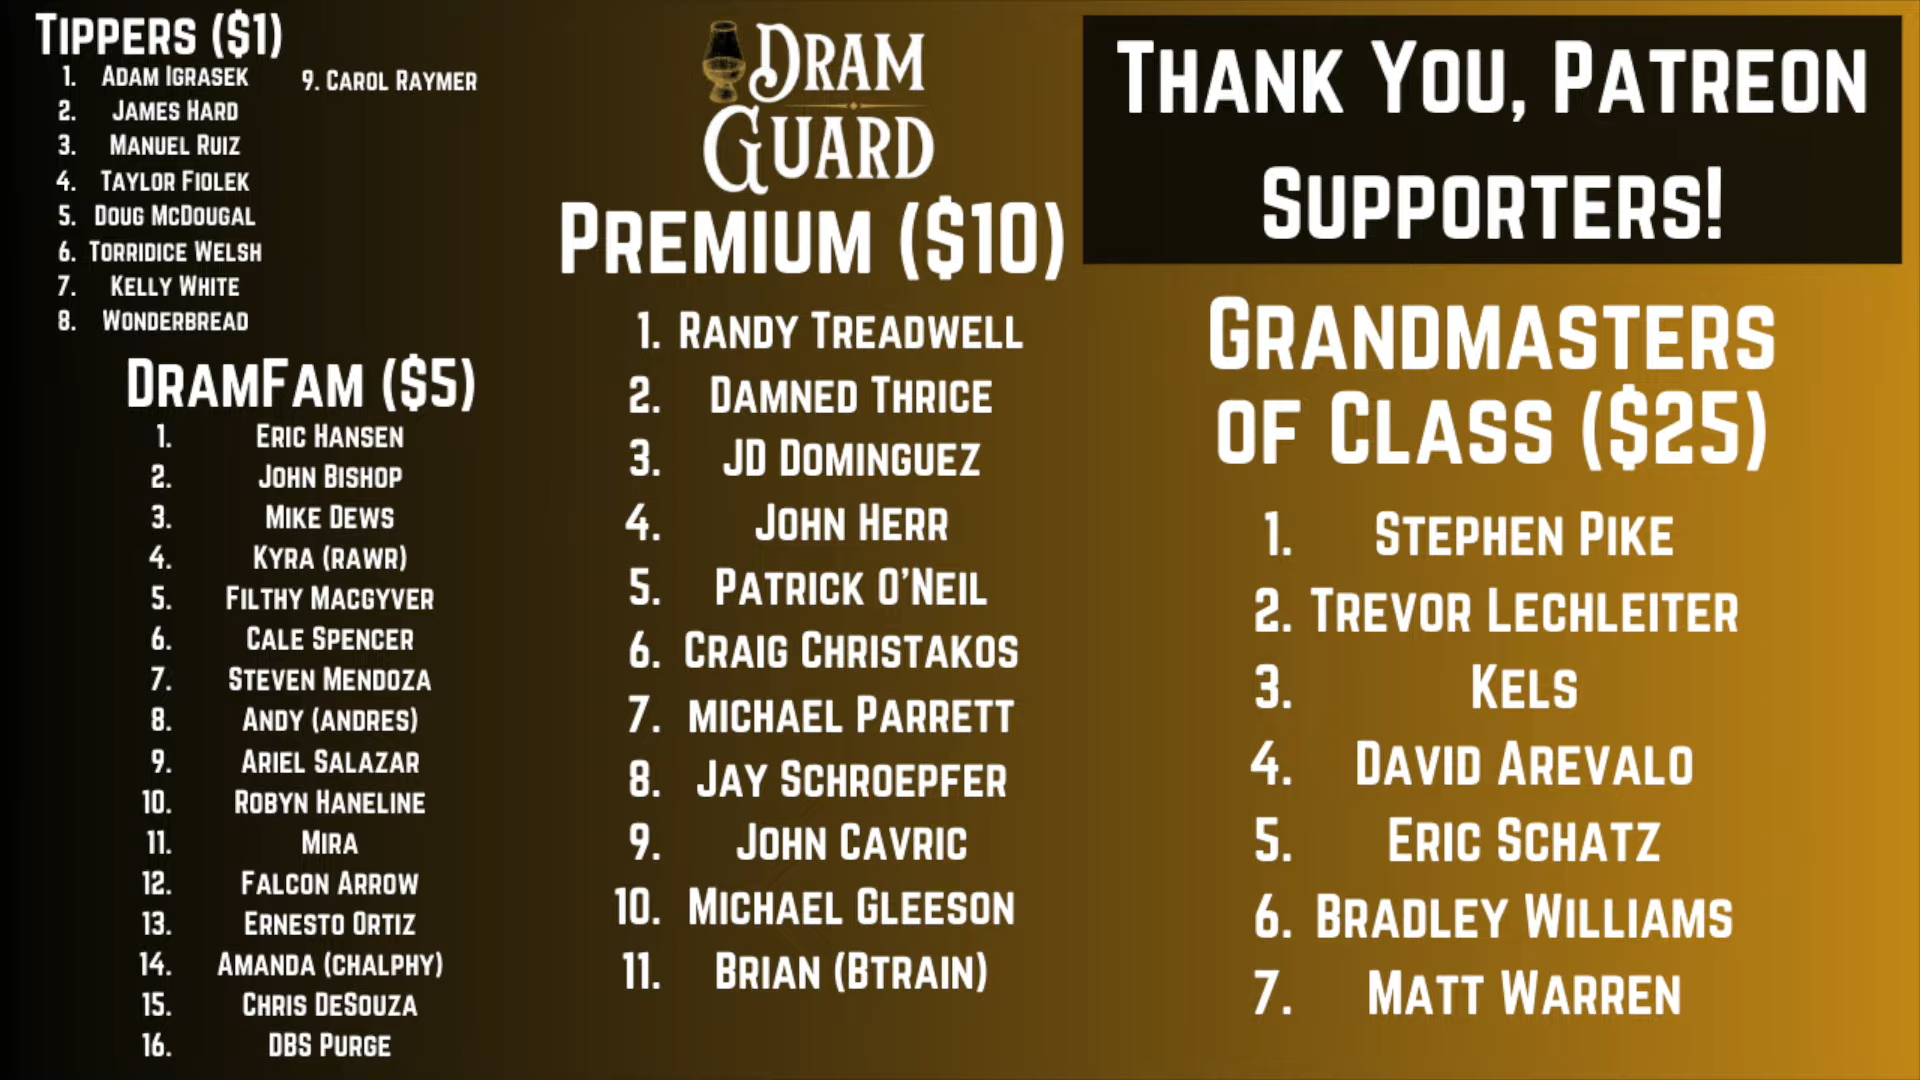 Tippers ($1)
1. Adam Igrasek
2. James Hard
3. Manuel Ruiz
4. Taylor Fiolek
5. Doug McDougal
6. Torridice Welsh
7. Kelly White
8. Wonderbread
9. Carol Raymer
DramFam ($5)
1. Eric Hansen
2. John Bishop
3. Mike Dews
4. Kyra (rawr)
5. Filthy Macgyver
6. Cale Spencer
7. Steven Mendoza
8. Andy (andres)
9. Ariel Salazar
10. Robyn Haneline
11. Mira
12. Falcon Arrow
13. Ernesto Ortiz
14. Amanda (chalphy)
15. Chris DeSouza
16. DBS Purge
Dram
Guard
Premium ($10)
1. Randy Treadwell
2. Damned Thrice
3. JD Dominguez
4. John Herr
5. Patrick O'Neil
6. Craig Christakos
7. michael Parrett
8. Jay Schroepfer
9. John Cavric
10. Michael Gleeson
11. Brian (Btrain)
Thank You, Patreon
Supporters!
Grandmasters
of Class ($25)
1. Stephen Pike
2. Trevor Lechleiter
3. Kels
4. David Arevalo
5. Eric Schatz
6. Bradley Williams
7. Matt Warren